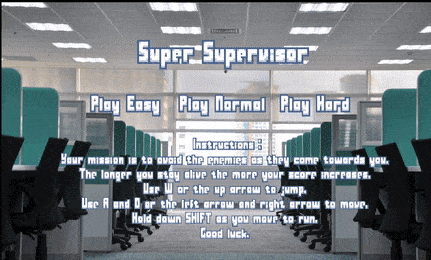 Super Supervisor
Play Easy Play Normal Play Hard
Instructions :
Your mission is to avoid the enemies as they come towards you.
The longer you stay alive the more your score increases.
Use W or the up arrow to jump.
Use A and D or the left arrow and right arrow to move.
Hold down SHIFT as you move to run.
Good luck.